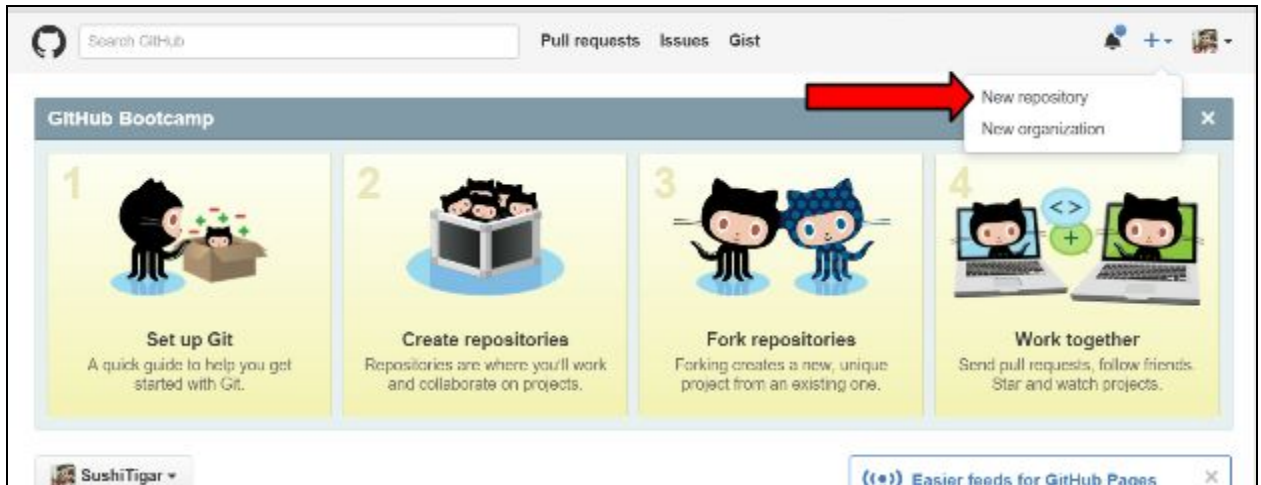 Search GitHub
Pull requests Issues Gist
New repository
New organization
GitHub Bootcamp
1
Set up Git
A quick guide to help you get
started with Git.
2
Create repositories
Repositories are where you'll work
and collaborate on projects.
3
Fork repositories
Forking creates a new, unique
project from an existing one.
4
Work together
Send pull requests, follow friends.
Star and watch projects.
SushiTigar
Easier feeds for GitHub Pages